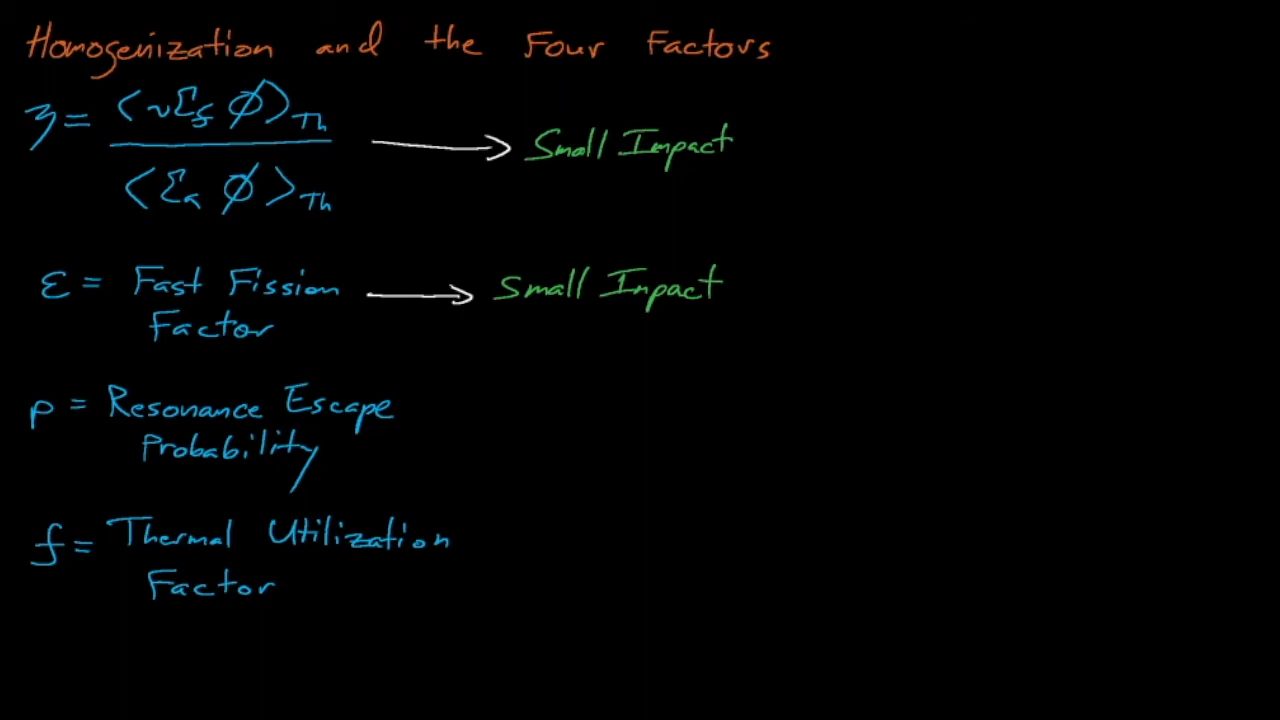 Homogenization and the Four Factors
η = ⟨νΣf ϕ⟩Th / ⟨Σa ϕ⟩Th → Small Impact
ε = Fast Fission → Small Impact
Factor
p = Resonance Escape
Probability
f = Thermal Utilization
Factor